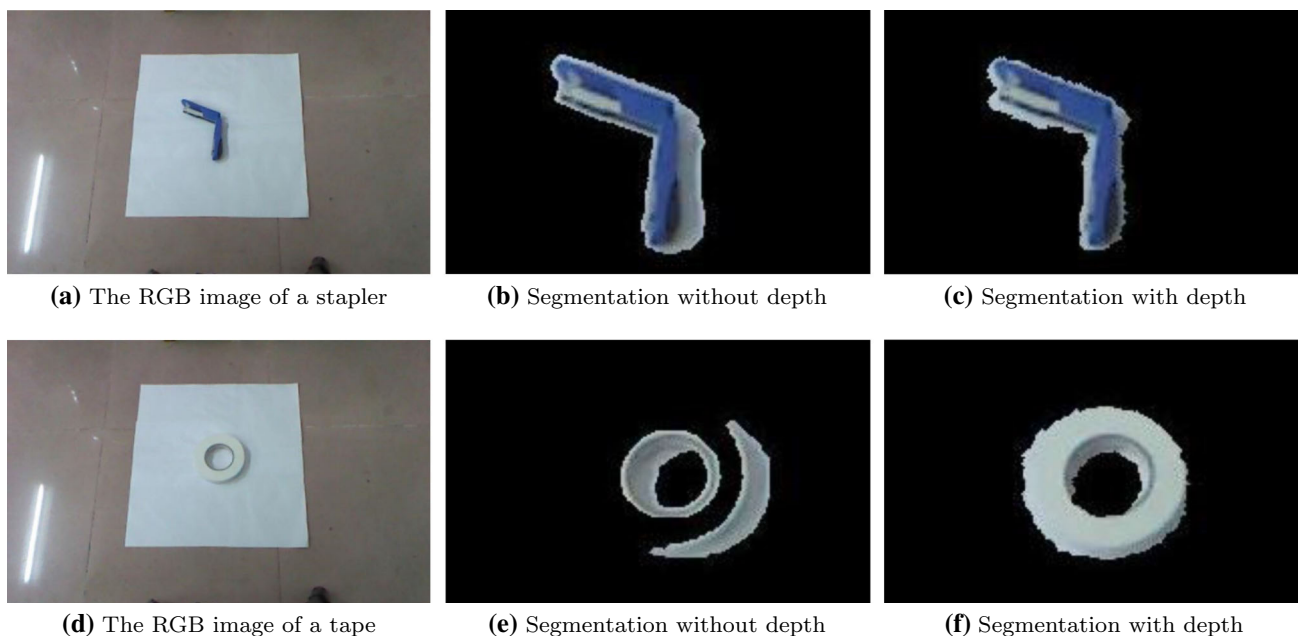 (a) The RGB image of a stapler
(b) Segmentation without depth
(c) Segmentation with depth
(d) The RGB image of a tape
(e) Segmentation without depth
(f) Segmentation with depth